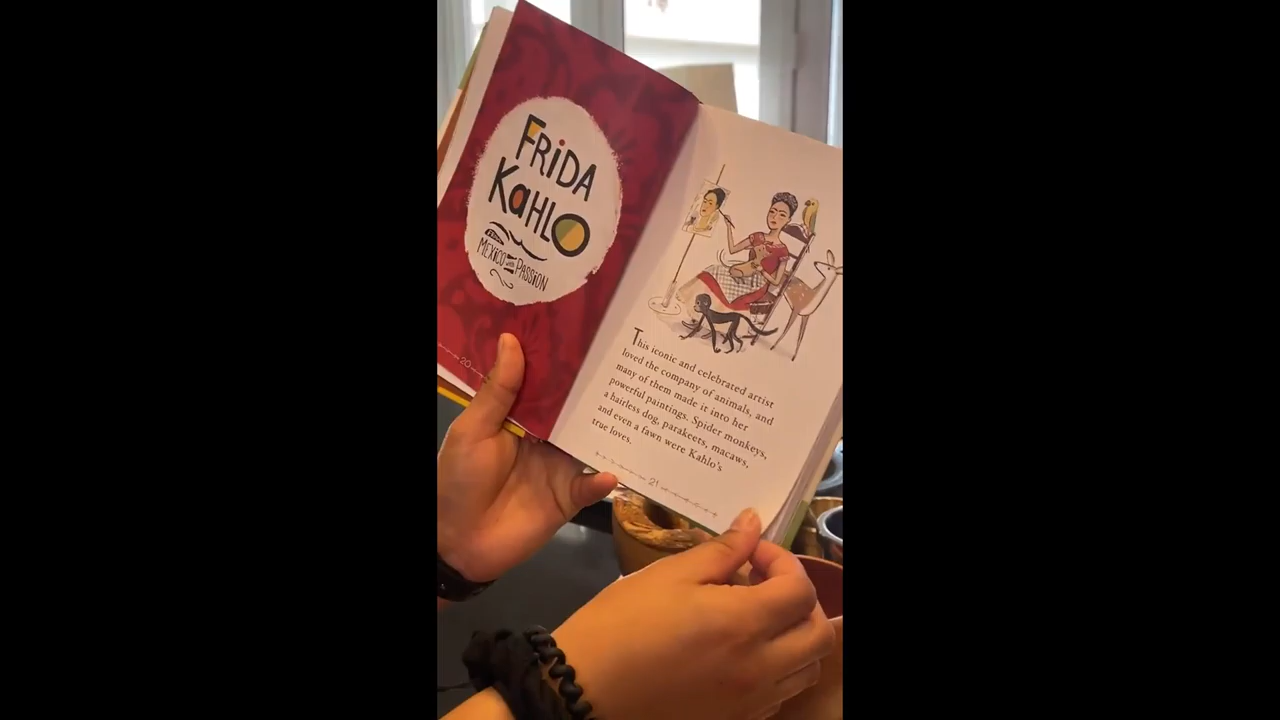 FRiDA
KaHLO
FROM
MEXiCO with PASSiON
20
This iconic and celebrated artist
loved the company of animals, and
many of them made it into her
powerful paintings. Spider monkeys,
a hairless dog, parakeets, macaws,
and even a fawn were Kahlo's
true loves.
21